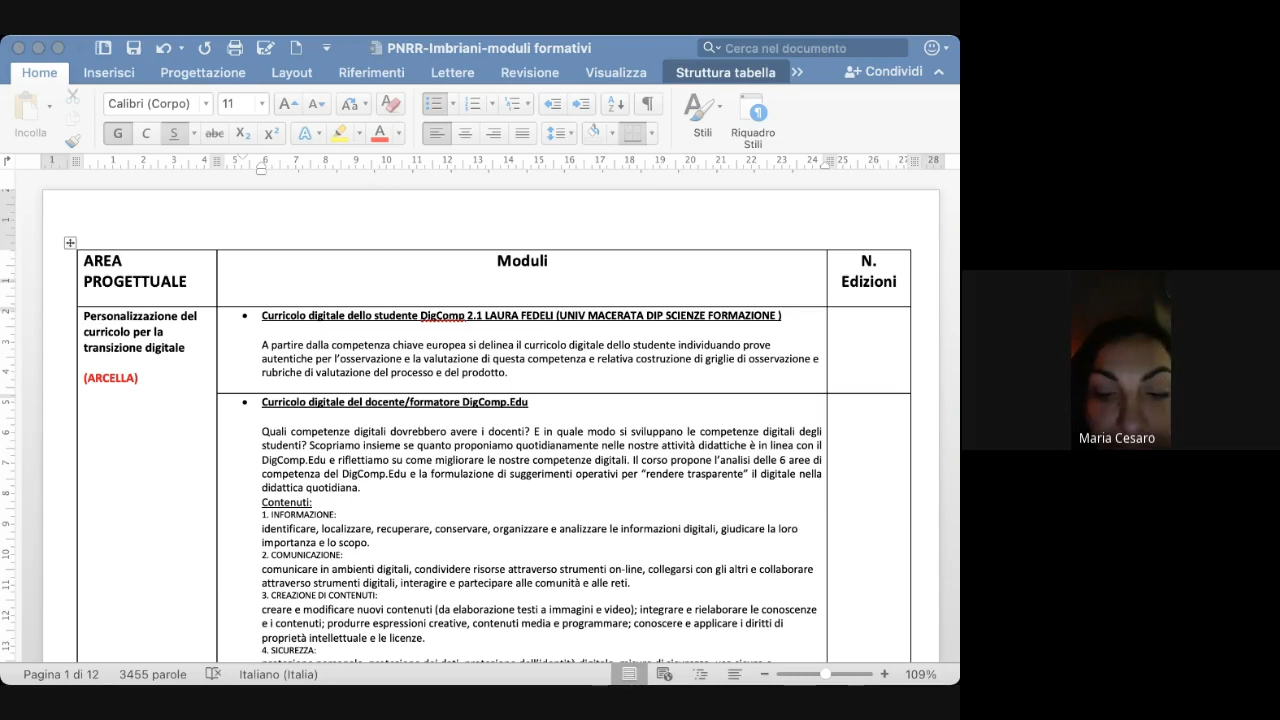 PNRR-Imbriani-moduli formativi
Cerca nel documento
Home Inserisci Progettazione Layout Riferimenti Lettere Revisione Visualizza Struttura tabella Condividi
Incolla
Calibri (Corpo) 11
G C S abc X₂ X²
Stili
Riquadro
Stili
AREA
PROGETTUALE
Moduli
N.
Edizioni
Personalizzazione del
curricolo per la
transizione digitale
(ARCELLA)
• Curricolo digitale dello studente DigComp 2.1 LAURA FEDELI (UNIV MACERATA DIP SCIENZE FORMAZIONE )
A partire dalla competenza chiave europea si delinea il curricolo digitale dello studente individuando prove
autentiche per l’osservazione e la valutazione di questa competenza e relativa costruzione di griglie di osservazione e
rubriche di valutazione del processo e del prodotto.
• Curricolo digitale del docente/formatore DigComp.Edu
Quali competenze digitali dovrebbero avere i docenti? E in quale modo si sviluppano le competenze digitali degli
studenti? Scopriamo insieme se quanto proponiamo quotidianamente nelle nostre attività didattiche è in linea con il
DigComp.Edu e riflettiamo su come migliorare le nostre competenze digitali. Il corso propone l’analisi delle 6 aree di
competenza del DigComp.Edu e la formulazione di suggerimenti operativi per “rendere trasparente” il digitale nella
didattica quotidiana.
Contenuti:
1. INFORMAZIONE:
identificare, localizzare, recuperare, conservare, organizzare e analizzare le informazioni digitali, giudicare la loro
importanza e lo scopo.
2. COMUNICAZIONE:
comunicare in ambienti digitali, condividere risorse attraverso strumenti on-line, collegarsi con gli altri e collaborare
attraverso strumenti digitali, interagire e partecipare alle comunità e alle reti.
3. CREAZIONE DI CONTENUTI:
creare e modificare nuovi contenuti (da elaborazione testi a immagini e video); integrare e rielaborare le conoscenze
e i contenuti; produrre espressioni creative, contenuti media e programmare; conoscere e applicare i diritti di
proprietà intellettuale e le licenze.
4. SICUREZZA:
Pagina 1 di 12 3455 parole Italiano (Italia) 109%
Maria Cesaro